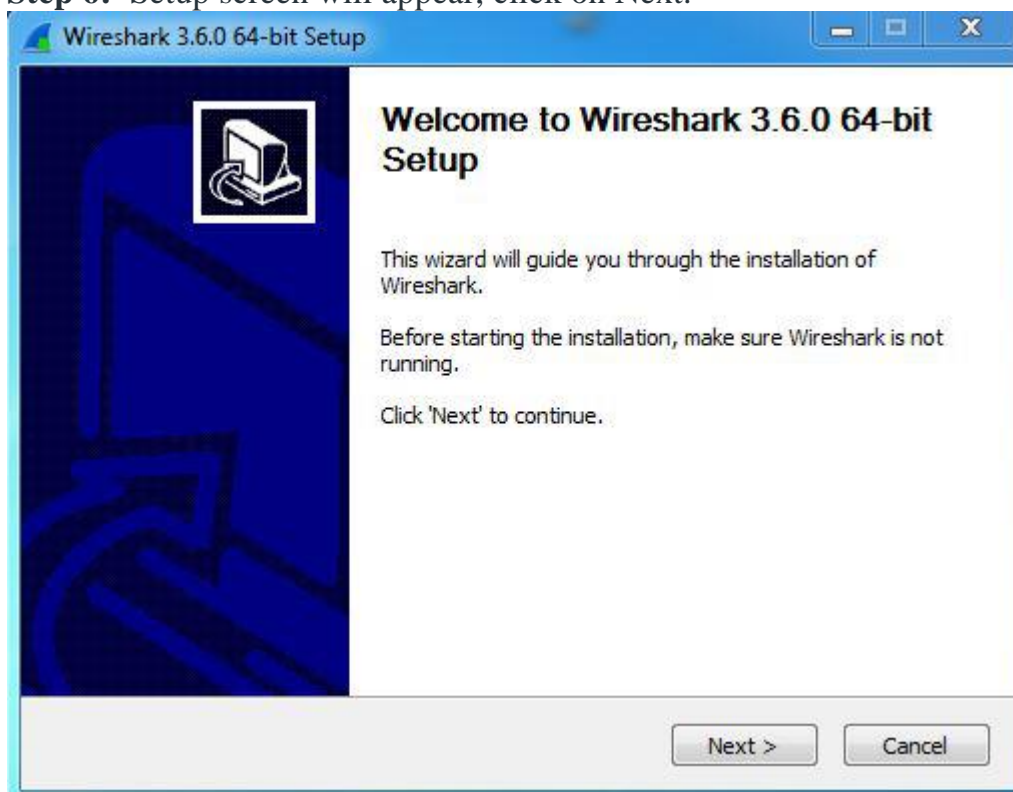 Step 6: Setup screen will appear, click on Next.
Wireshark 3.6.0 64-bit Setup
Welcome to Wireshark 3.6.0 64-bit
Setup
This wizard will guide you through the installation of
Wireshark.
Before starting the installation, make sure Wireshark is not
running.
Click 'Next' to continue.
Next >
Cancel